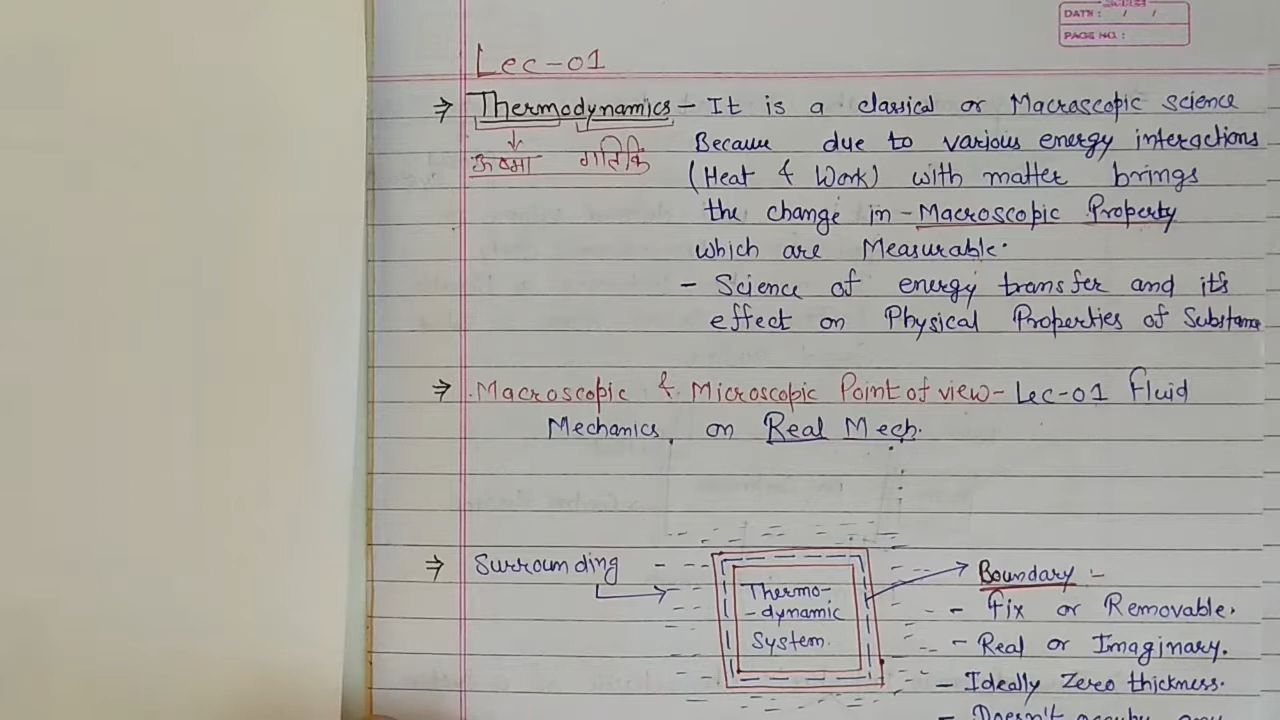 DATE : / /
PAGE NO. :
Lec-01
⇒ Thermodynamics - It is a classical or Macroscopic science
Because due to various energy interactions
ऊष्मा गतिकि
(Heat & Work) with matter brings
the change in - Macroscopic Property
which are Measurable.
- Science of energy transfer and its
effect on Physical Properties of
⇒ Macroscopic & Microscopic Point of view - Lec-01 Fluid
Mechanics, on Real Mech.
⇒ Surrounding
Thermo-
-dynamic
System.
Boundary :-
- Fix or Removable.
- Real or Imaginary.
- Ideally Zero thickness.
- Doesn't occupy any